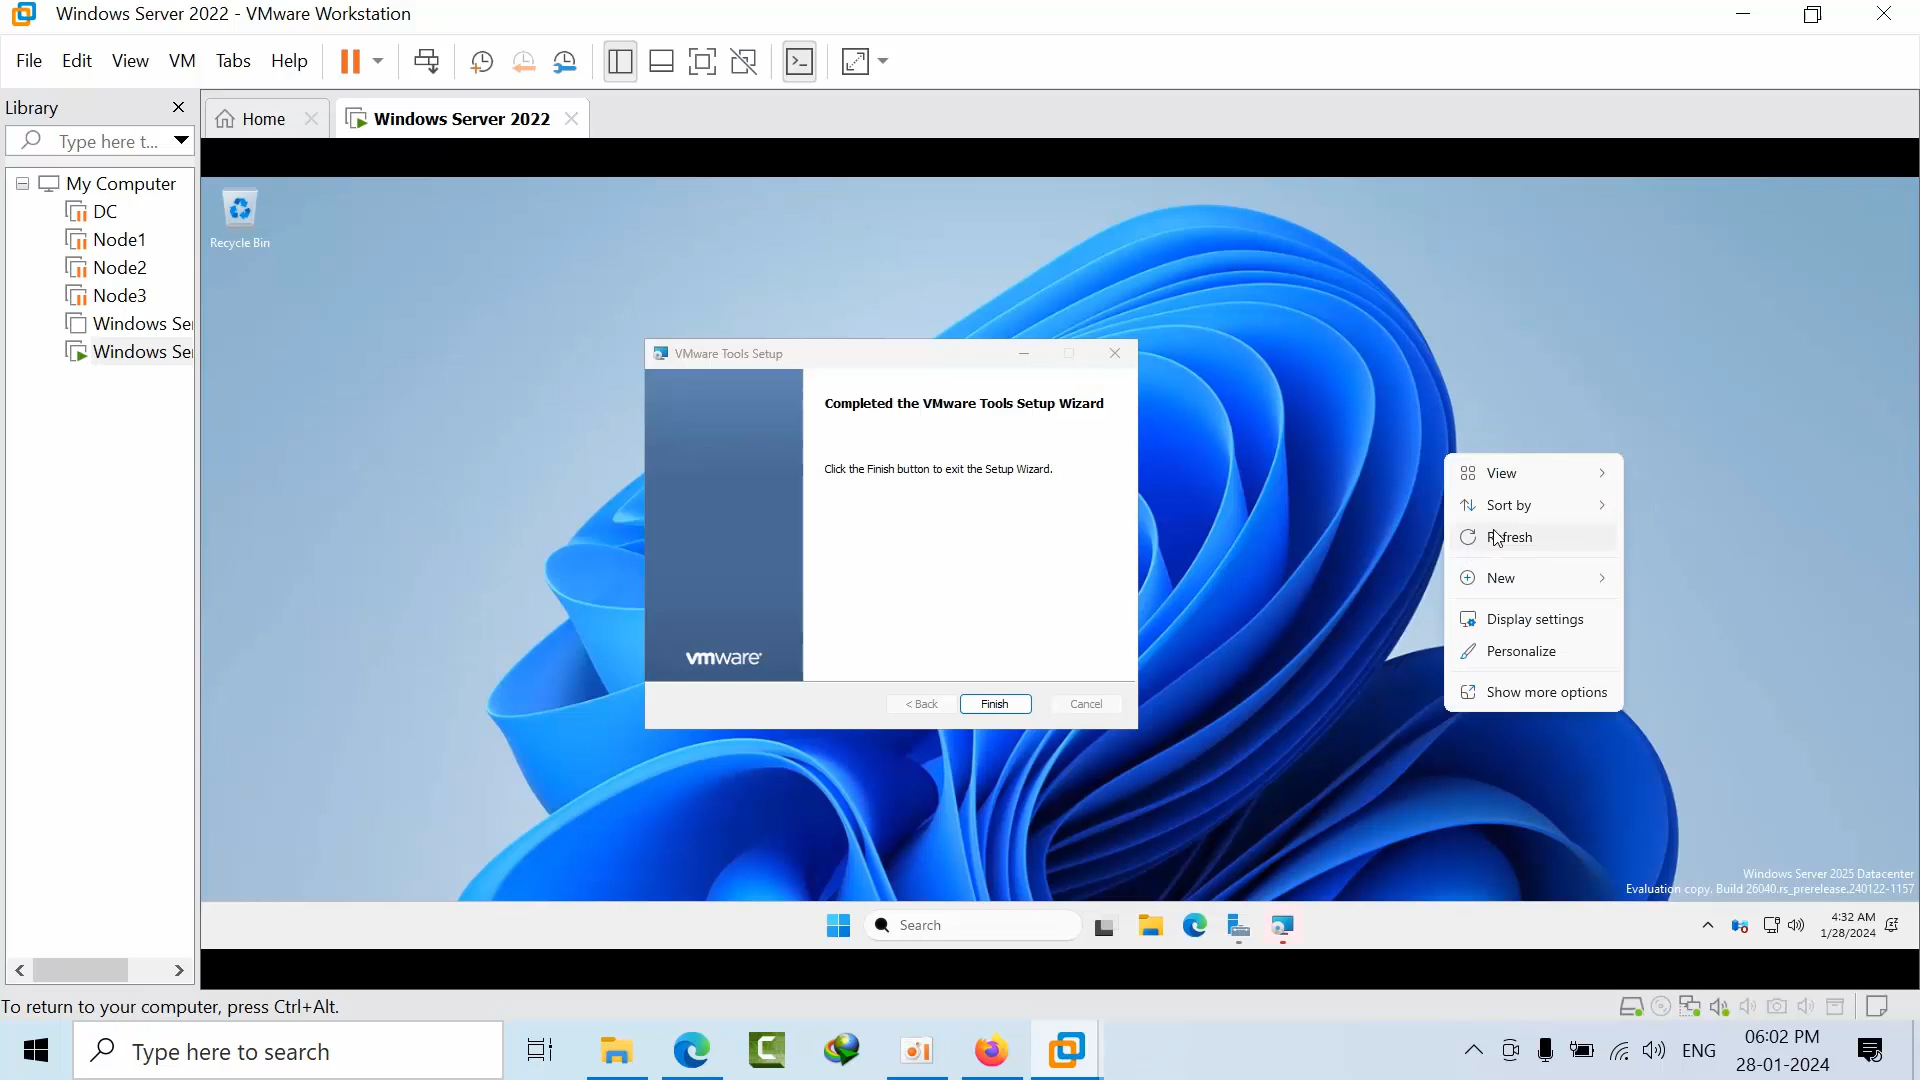 Windows Server 2022 - VMware Workstation
File Edit View VM Tabs Help
Library
Type here t...
Home
Windows Server 2022
My Computer
DC
Node1
Node2
Node3
Windows Se
Windows Se
Recycle Bin
VMware Tools Setup
Completed the VMware Tools Setup Wizard
Click the Finish button to exit the Setup Wizard.
vmware
< Back Finish Cancel
View
Sort by
Refresh
New
Display settings
Personalize
Show more options
Windows Server 2025 Datacenter
Evaluation copy. Build 26040.rs_prerelease.240122-1157
Search
4:32 AM
1/28/2024
To return to your computer, press Ctrl+Alt.
Type here to search
ENG
06:02 PM
28-01-2024